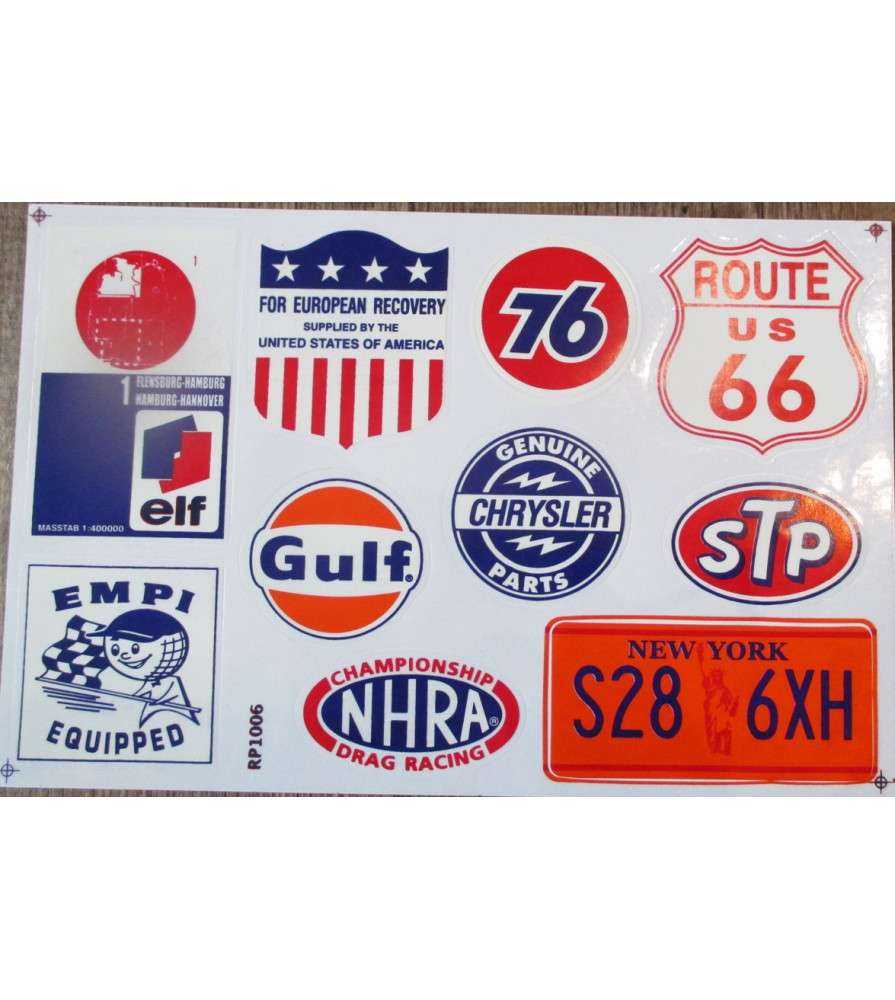 1
1 FLENSBURG-HAMBURG
HAMBURG-HANNOVER
elf
MASSTAB 1:400000
FOR EUROPEAN RECOVERY
SUPPLIED BY THE
UNITED STATES OF AMERICA
76
ROUTE
US
66
Gulf®
GENUINE
CHRYSLER
PARTS
STP
EMPI
EQUIPPED
RP1006
CHAMPIONSHIP
NHRA®
DRAG RACING
NEW YORK
S28 6XH